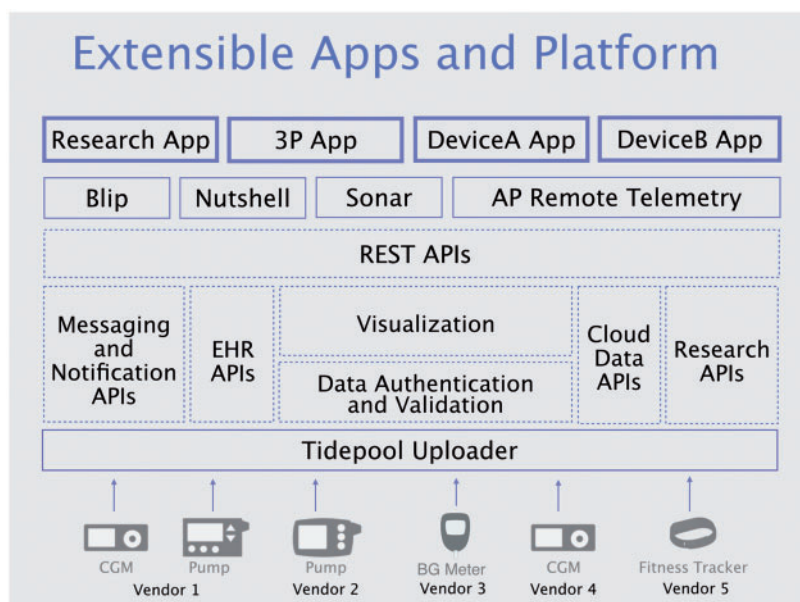 Extensible Apps and Platform
Research App
3P App
DeviceA App
DeviceB App
Blip
Nutshell
Sonar
AP Remote Telemetry
REST APIs
Messaging
and
Notification
APIs
EHR
APIs
Visualization
Data Authentication
and Validation
Cloud
Data
APIs
Research
APIs
Tidepool Uploader
CGM
Pump
Pump
BG Meter
CGM
Fitness Tracker
Vendor 1
Vendor 2
Vendor 3
Vendor 4
Vendor 5